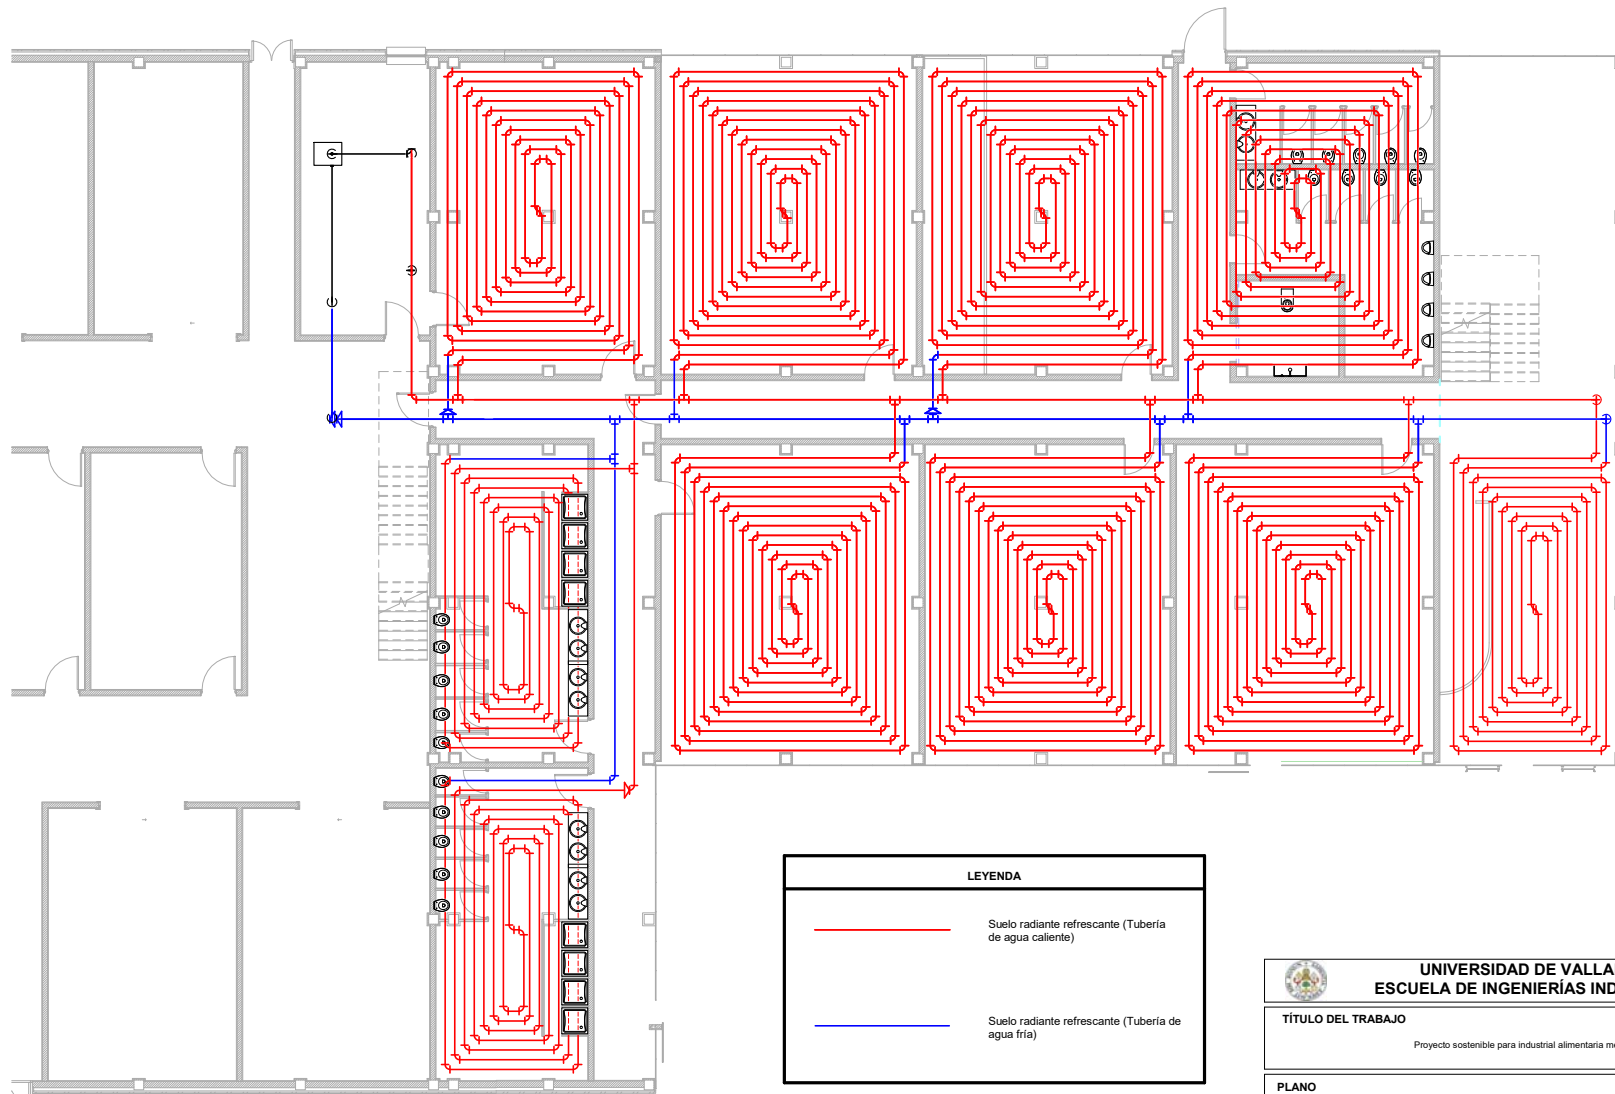 LEYENDA
Suelo radiante refrescante (Tubería
de agua caliente)
Suelo radiante refrescante (Tubería de
agua fría)
UNIVERSIDAD DE VALLA
ESCUELA DE INGENIERÍAS IND
TÍTULO DEL TRABAJO
Proyecto sostenible para industrial alimentaria me
PLANO